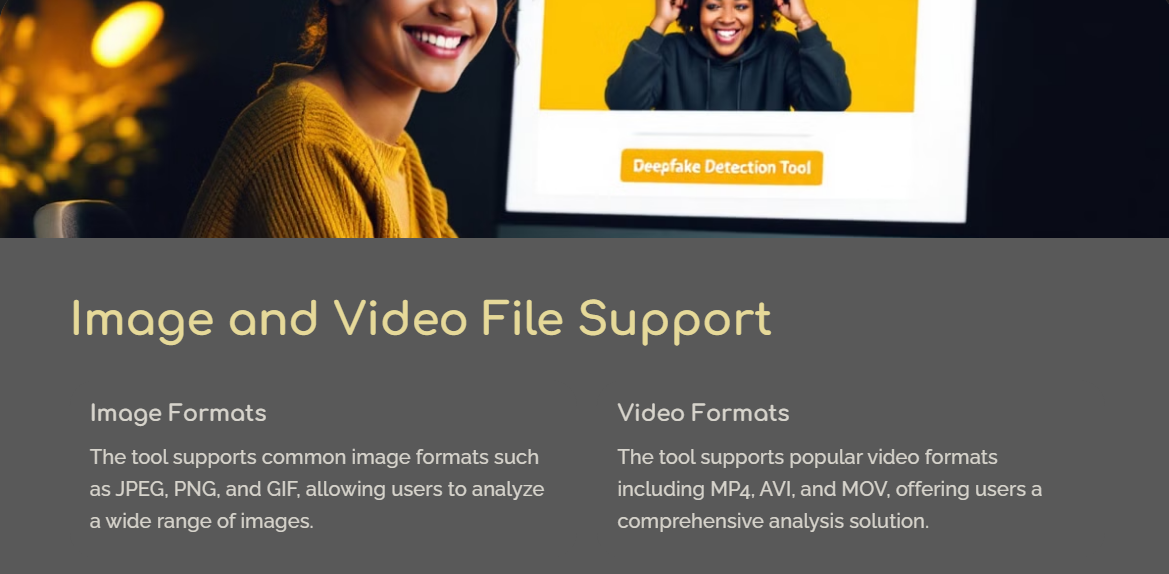 Deepfake Detection Tool
Image and Video File Support
Image Formats
The tool supports common image formats such
as JPEG, PNG, and GIF, allowing users to analyze
a wide range of images.
Video Formats
The tool supports popular video formats
including MP4, AVI, and MOV, offering users a
comprehensive analysis solution.